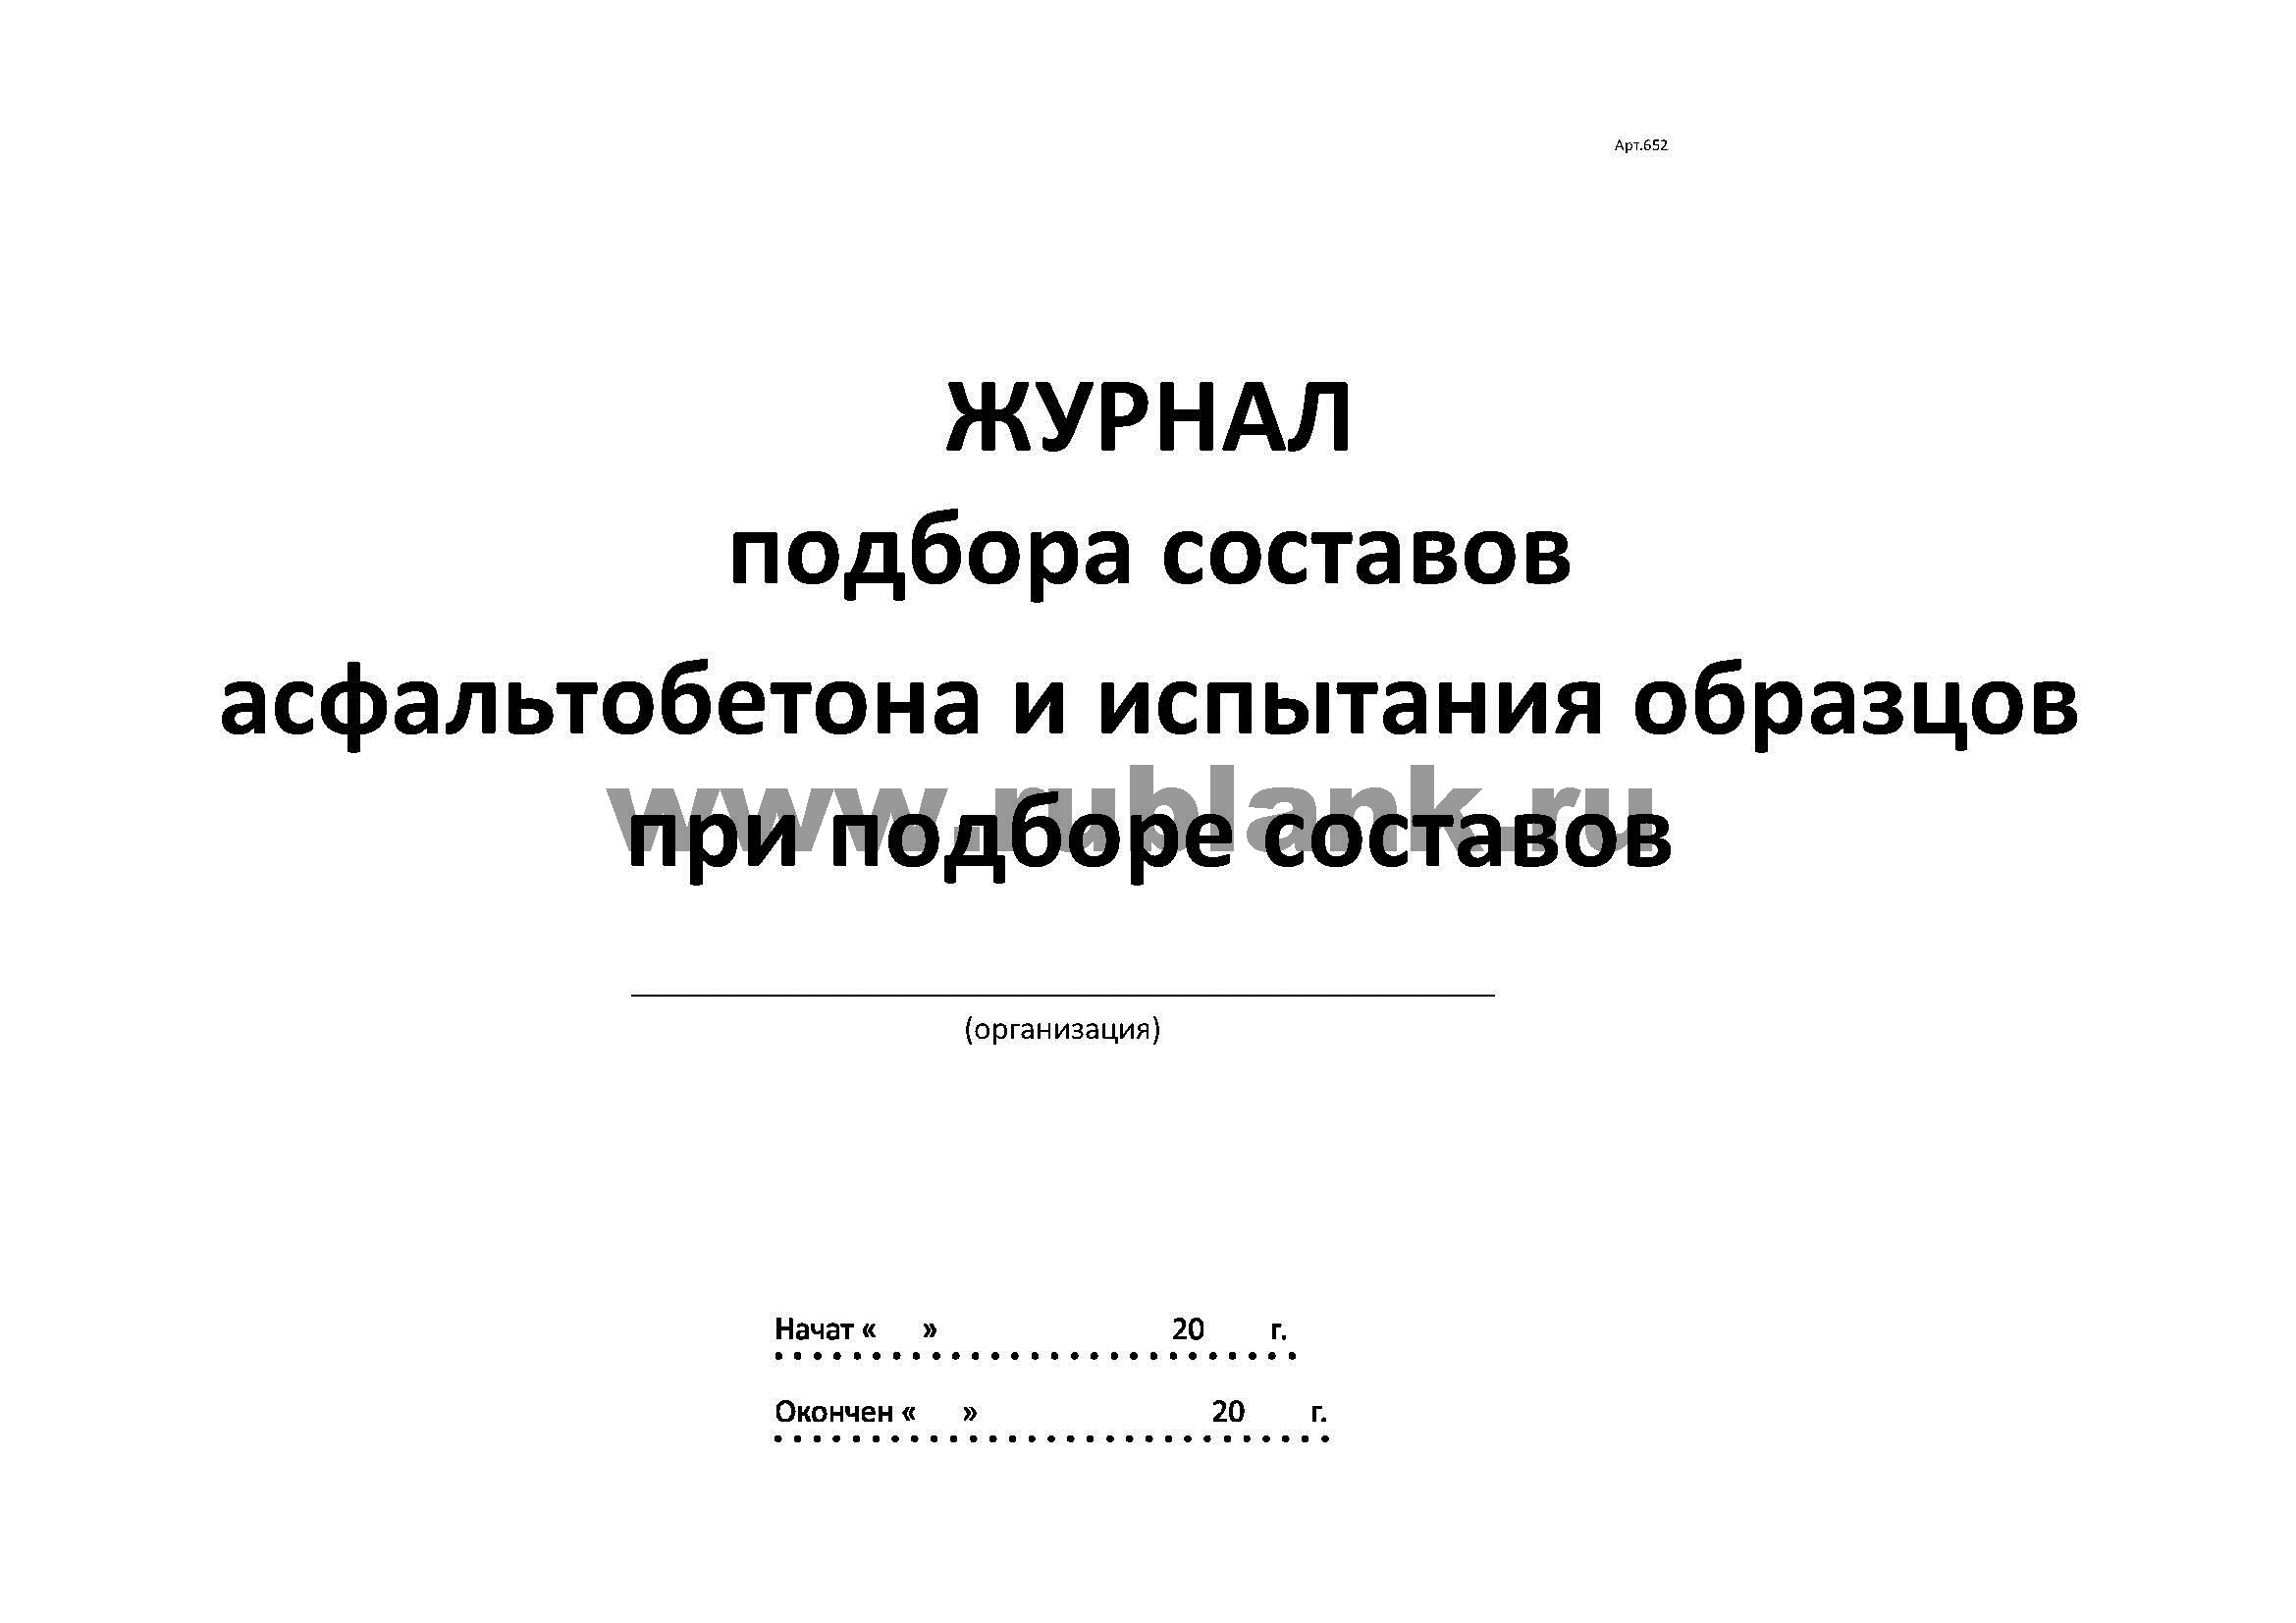 Арт.652
ЖУРНАЛ
подбора составов
асфальтобетона и испытания образцов
www.rublank.ru
при подборе составов
(организация)
Начат « » 20 г.
Окончен « » 20 г.